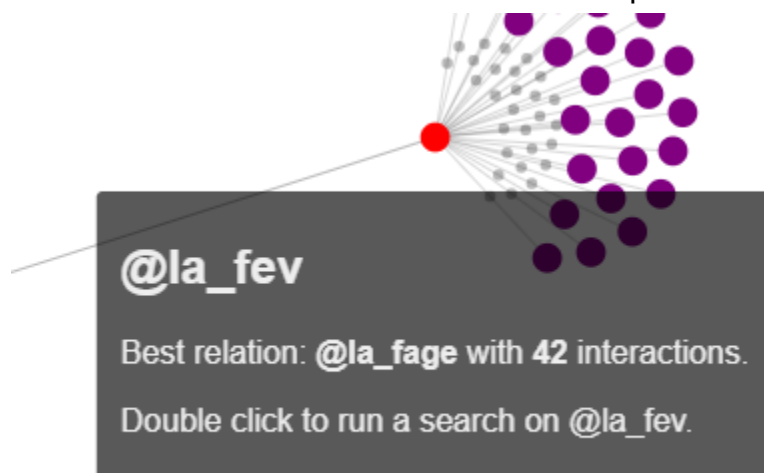 @la_fev
Best relation: @la_fage with 42 interactions.
Double click to run a search on @la_fev.